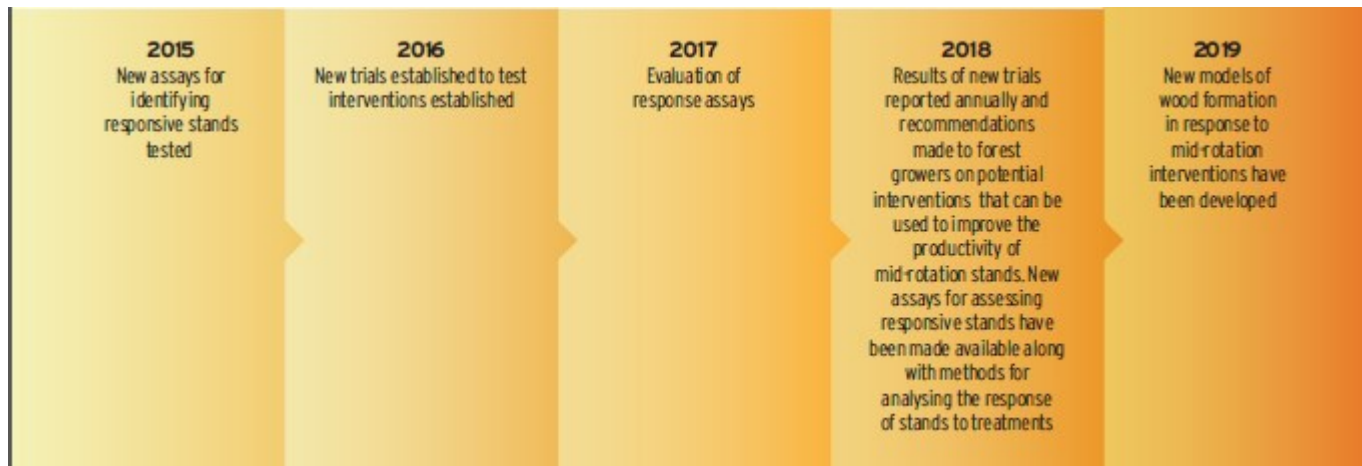 2015
New assays for
identifying
responsive stands
tested
2016
New trials established to test
interventions established
2017
Evaluation of
response assays
2018
Results of new trials
reported annually and
recommendations
made to forest
growers on potential
interventions that can be
used to improve the
productivity of
mid-rotation stands. New
assays for assessing
responsive stands have
been made available along
with methods for
analysing the response
of stands to treatments
2019
New models of
wood formation
in response to
mid-rotation
interventions have
been developed